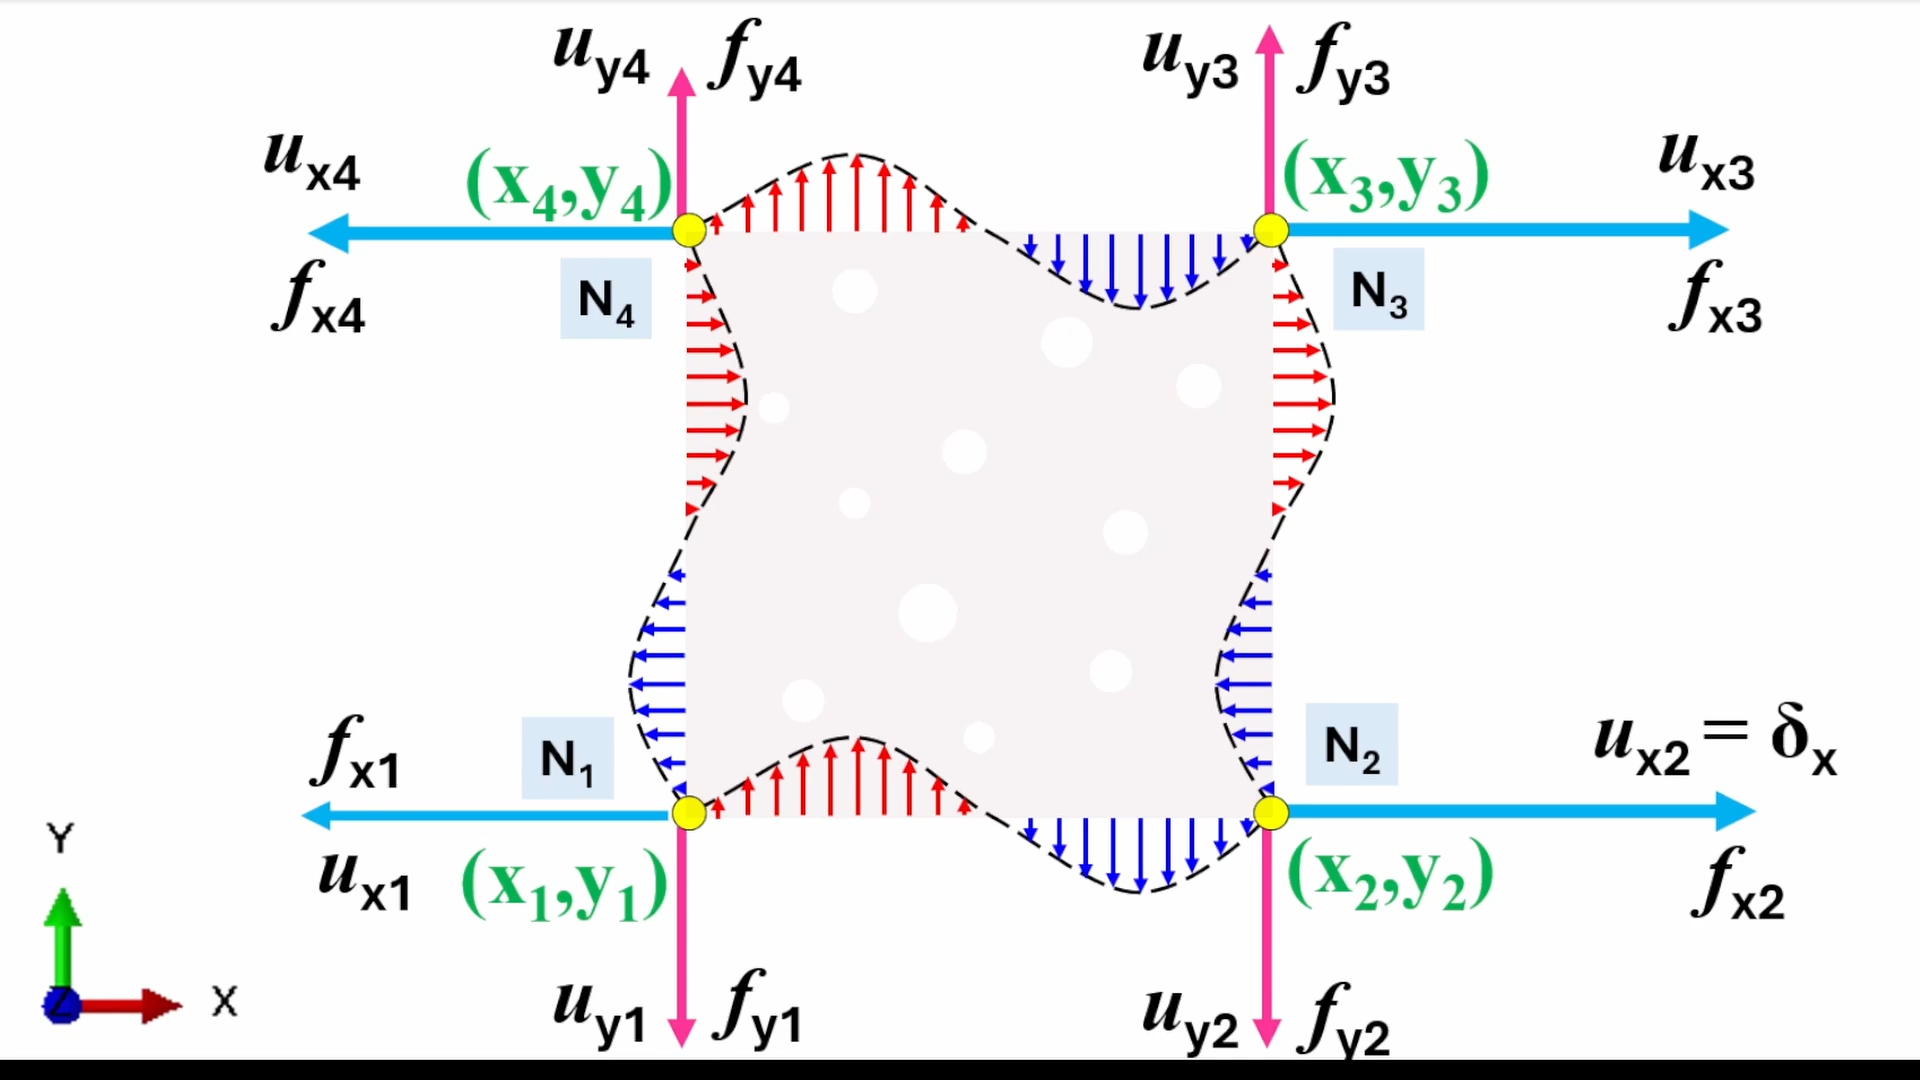 u_y4 f_y4 u_y3 f_y3
u_x4 (x_4,y_4) (x_3,y_3) u_x3
f_x4 N_4 N_3 f_x3
f_x1 N_1 N_2 u_x2 = δ_x
Y
u_x1 (x_1,y_1) (x_2,y_2) f_x2
Z X u_y1 f_y1 u_y2 f_y2